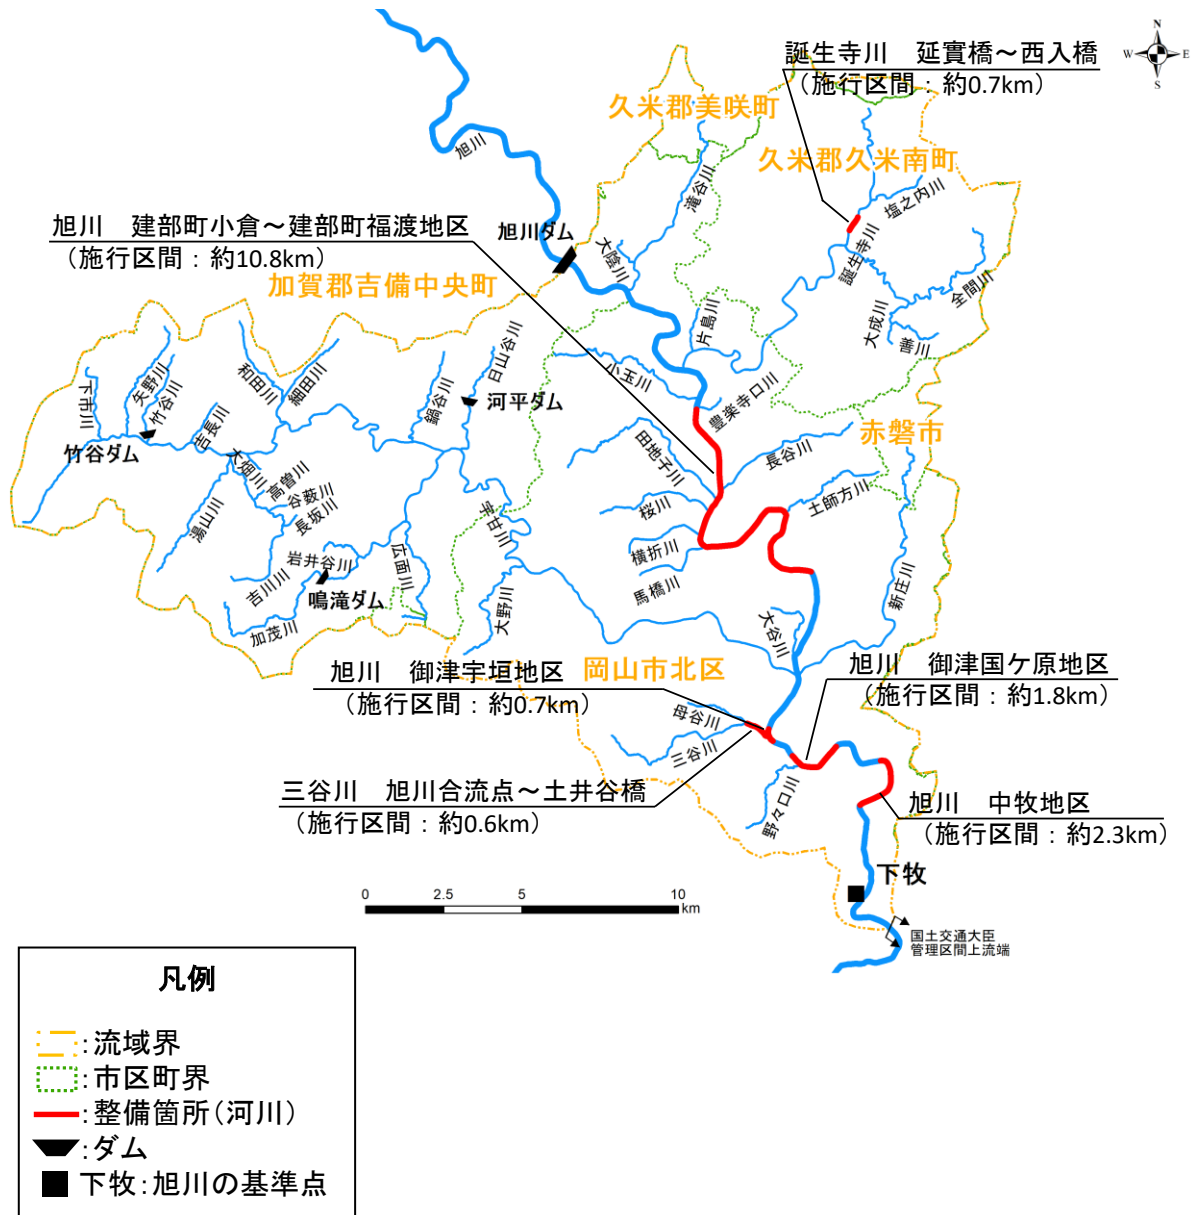 N
W
E
S
誕生寺川　延實橋～西入橋
（施行区間：約0.7km）
久米郡美咲町
久米郡久米南町
旭川
滝谷川
塩之内川
旭川　建部町小倉～建部町福渡地区
（施行区間：約10.8km）
旭川ダム
大陰川
誕生寺川
全間川
加賀郡吉備中央町
片島川
大成川
善川
日山谷川
小玉川
和田川
細田川
矢野川
竹谷川
下市川
鍋谷川
河平ダム
豊楽寺口川
吉長川
赤磐市
竹谷ダム
田地子川
長谷川
大畑川
高曽川
谷薮川
長坂川
湯山川
宇甘川
桜川
土師方川
横折川
岩井谷川
広面川
馬橋川
新庄川
吉川川
鳴滝ダム
加茂川
大野川
大谷川
旭川　御津宇垣地区
（施行区間：約0.7km）
岡山市北区
旭川　御津国ケ原地区
（施行区間：約1.8km）
母谷川
三谷川
三谷川　旭川合流点～土井谷橋
（施行区間：約0.6km）
野々口川
旭川　中牧地区
（施行区間：約2.3km）
下牧
0
2.5
5
10
km
国土交通大臣
管理区間上流端
凡例
：流域界
：市区町界
：整備箇所（河川）
：ダム
下牧：旭川の基準点